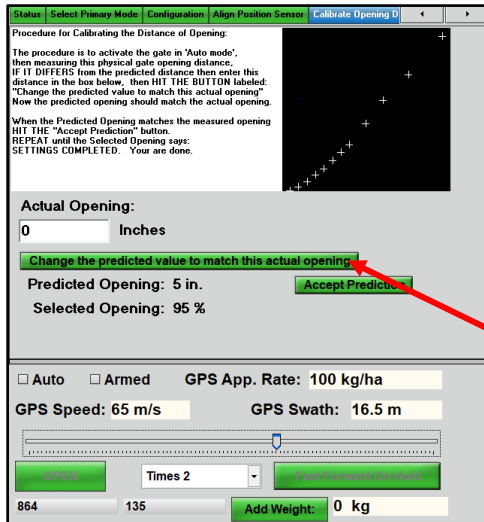 Status Select Primary Mode Configuration Align Position Sensor Calibrate Opening D
Procedure for Calibrating the Distance of Opening:
The procedure is to activate the gate in 'Auto mode',
then measuring this physical gate opening distance,
IF IT DIFFERS from the predicted distance then enter this
distance in the box below, then HIT THE BUTTON labeled:
"Change the predicted value to match this actual opening"
Now the predicted opening should match the actual opening.
When the Predicted Opening matches the measured opening
HIT THE "Accept Prediction" button.
REPEAT until the Selected Opening says:
SETTINGS COMPLETED. Your are done.
Actual Opening:
0 Inches
Change the predicted value to match this actual opening
Predicted Opening: 5 in. Accept Prediction
Selected Opening: 95 %
Auto Armed GPS App. Rate: 100 kg/ha
GPS Speed: 65 m/s GPS Swath: 16.5 m
OPEN Times 2 Fast Forward On Hold
864 135 Add Weight: 0 kg